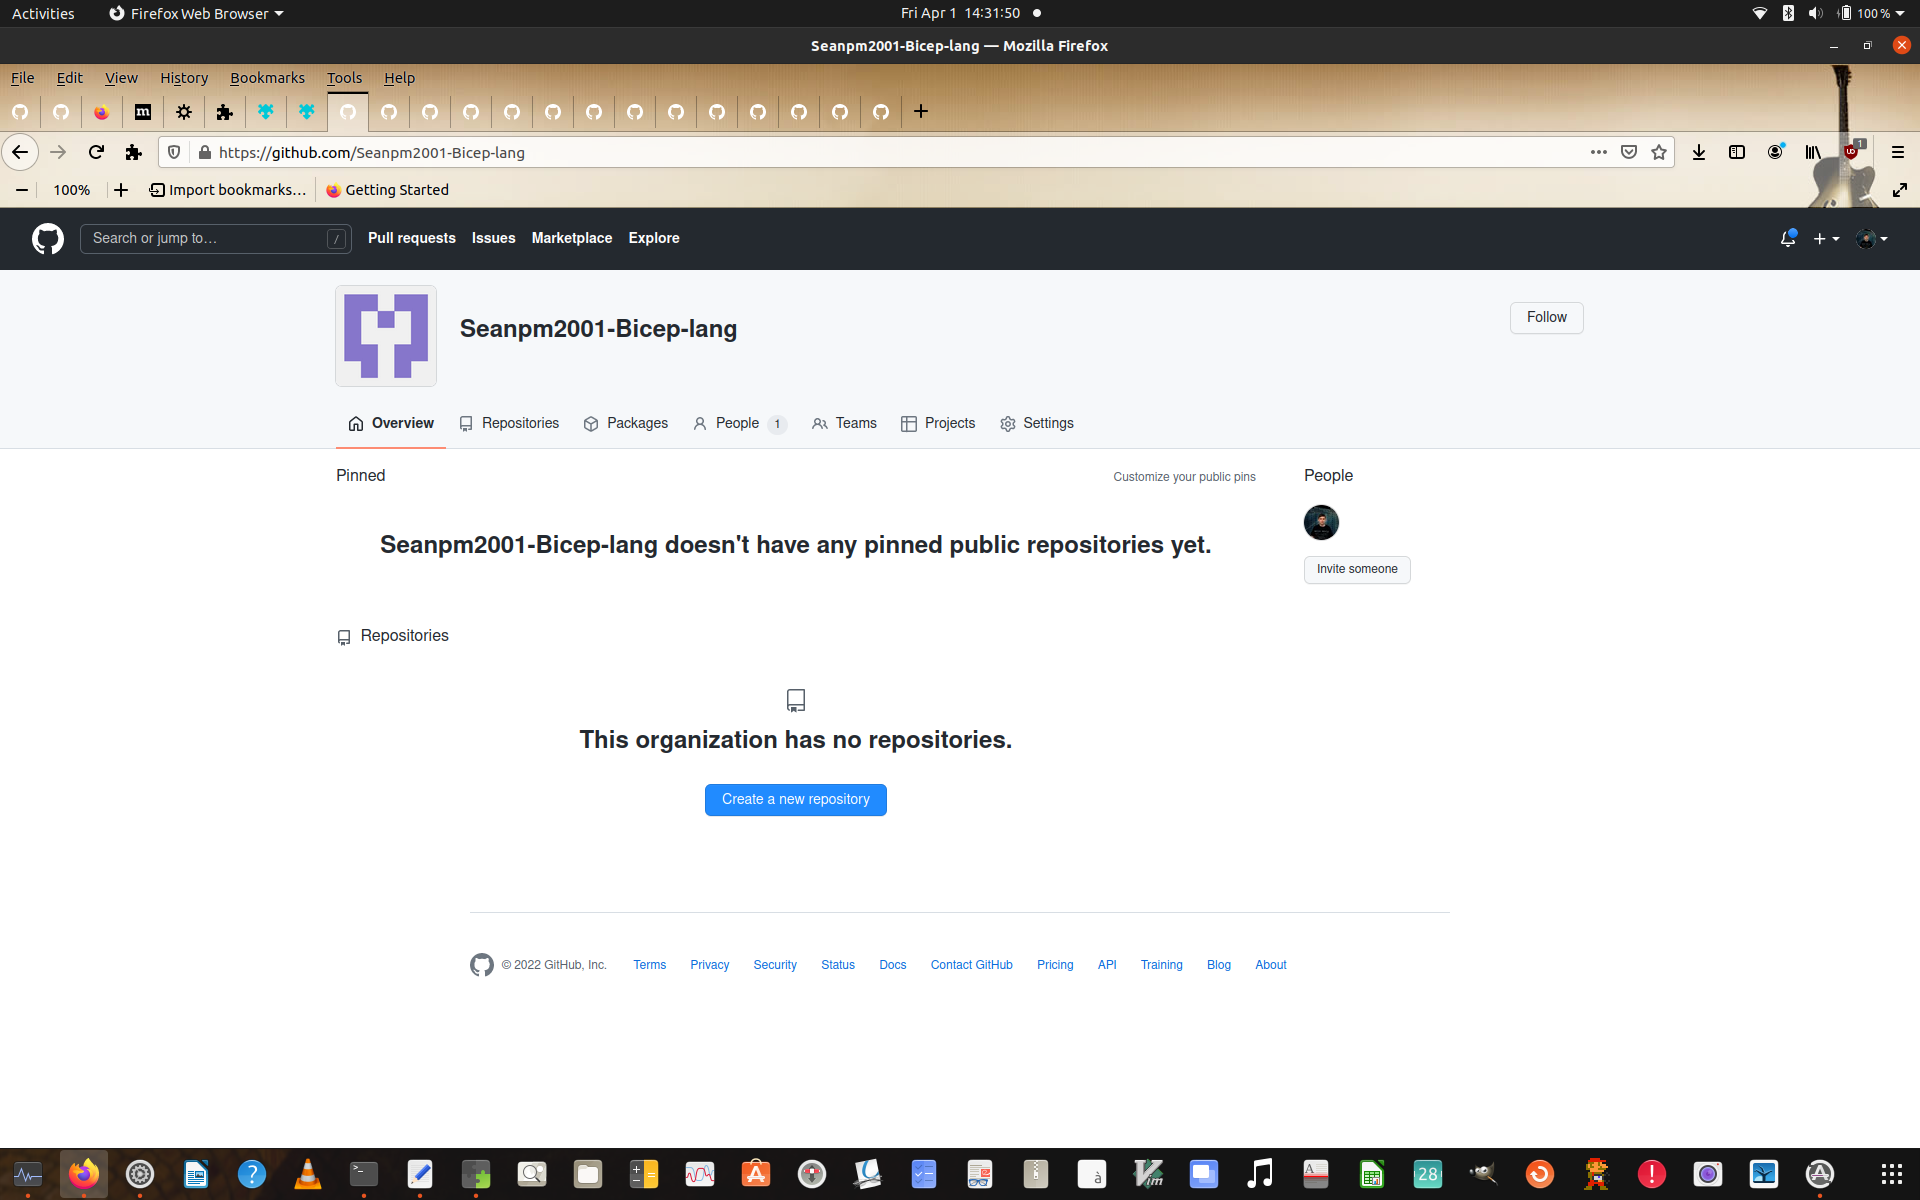 Activities Firefox Web Browser Fri Apr 1 14:31:50 100 %
Seanpm2001-Bicep-lang — Mozilla Firefox
File Edit View History Bookmarks Tools Help
https://github.com/Seanpm2001-Bicep-lang 1
100% Import bookmarks… Getting Started
Search or jump to… / Pull requests Issues Marketplace Explore
Seanpm2001-Bicep-lang Follow
Overview Repositories Packages People 1 Teams Projects Settings
Pinned Customize your public pins People
Seanpm2001-Bicep-lang doesn't have any pinned public repositories yet.
Invite someone
Repositories
This organization has no repositories.
Create a new repository
© 2022 GitHub, Inc. Terms Privacy Security Status Docs Contact GitHub Pricing API Training Blog About
28